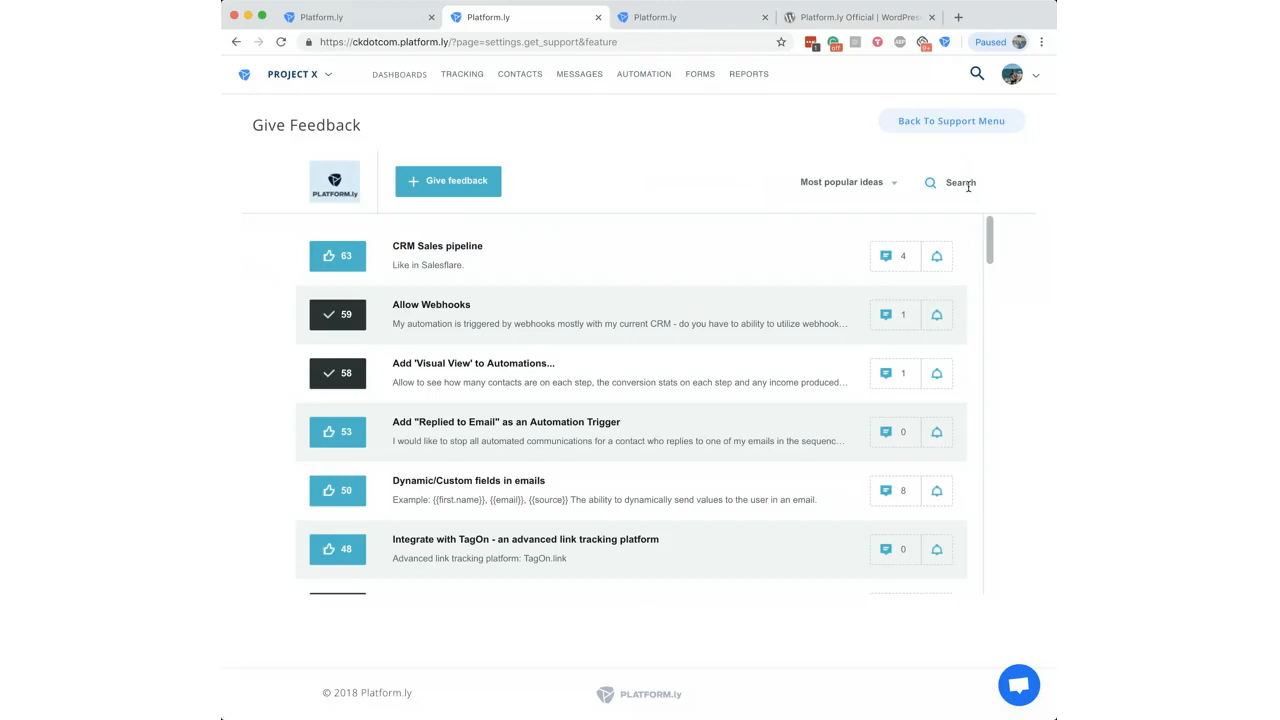 Platform.ly
Platform.ly
Platform.ly
Platform.ly Official | WordPres
https://ckdotcom.platform.ly/?page=settings.get_support&feature
Paused
PROJECT X
DASHBOARDS TRACKING CONTACTS MESSAGES AUTOMATION FORMS REPORTS
Give Feedback
Back To Support Menu
PLATFORM.ly
Give feedback
Most popular ideas
Search
63
CRM Sales pipeline
Like in Salesflare.
4
59
Allow Webhooks
My automation is triggered by webhooks mostly with my current CRM - do you have to ability to utilize webhook…
1
58
Add 'Visual View' to Automations...
Allow to see how many contacts are on each step, the conversion stats on each step and any income produced…
1
53
Add "Replied to Email" as an Automation Trigger
I would like to stop all automated communications for a contact who replies to one of my emails in the sequenc…
0
50
Dynamic/Custom fields in emails
Example: {{first.name}}, {{email}}, {{source}} The ability to dynamically send values to the user in an email.
8
48
Integrate with TagOn - an advanced link tracking platform
Advanced link tracking platform: TagOn.link
0
© 2018 Platform.ly
PLATFORM.ly